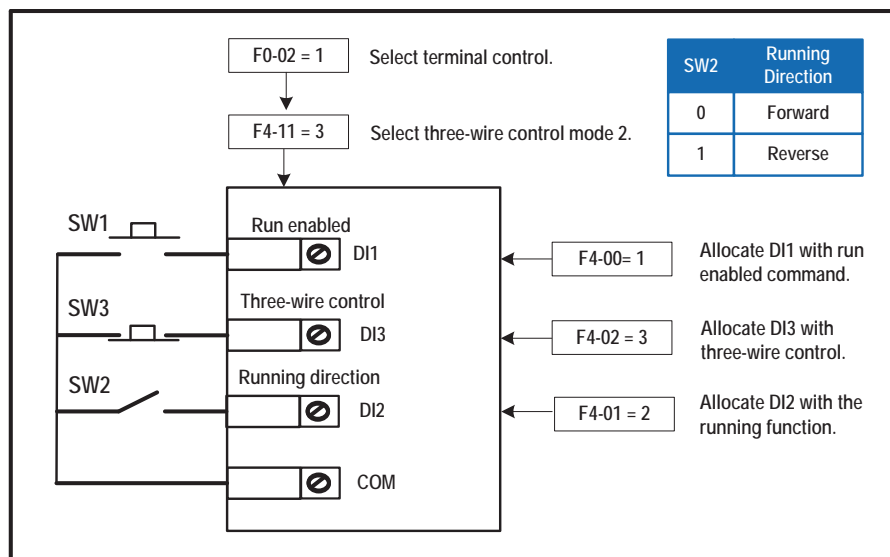 F0-02 = 1
Select terminal control.
SW2
Running
Direction
0
Forward
1
Reverse
F4-11 = 3
Select three-wire control mode 2.
SW1
Run enabled
DI1
F4-00= 1
Allocate DI1 with run
enabled command.
SW3
Three-wire control
DI3
F4-02 = 3
Allocate DI3 with
three-wire control.
SW2
Running direction
DI2
F4-01 = 2
Allocate DI2 with the
running function.
COM